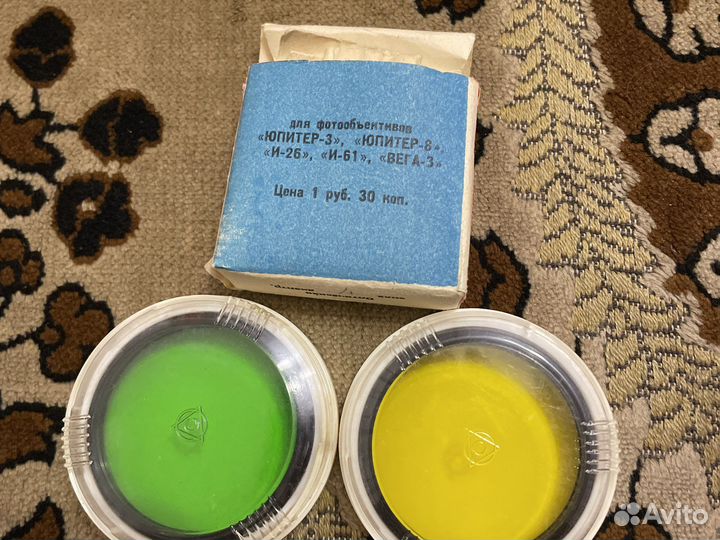 для фотообъективов
«ЮПИТЕР-3», «ЮПИТЕР-8»,
«И-26», «И-61», «ВЕГА-3»
Цена 1 руб. 30 коп.
Avito